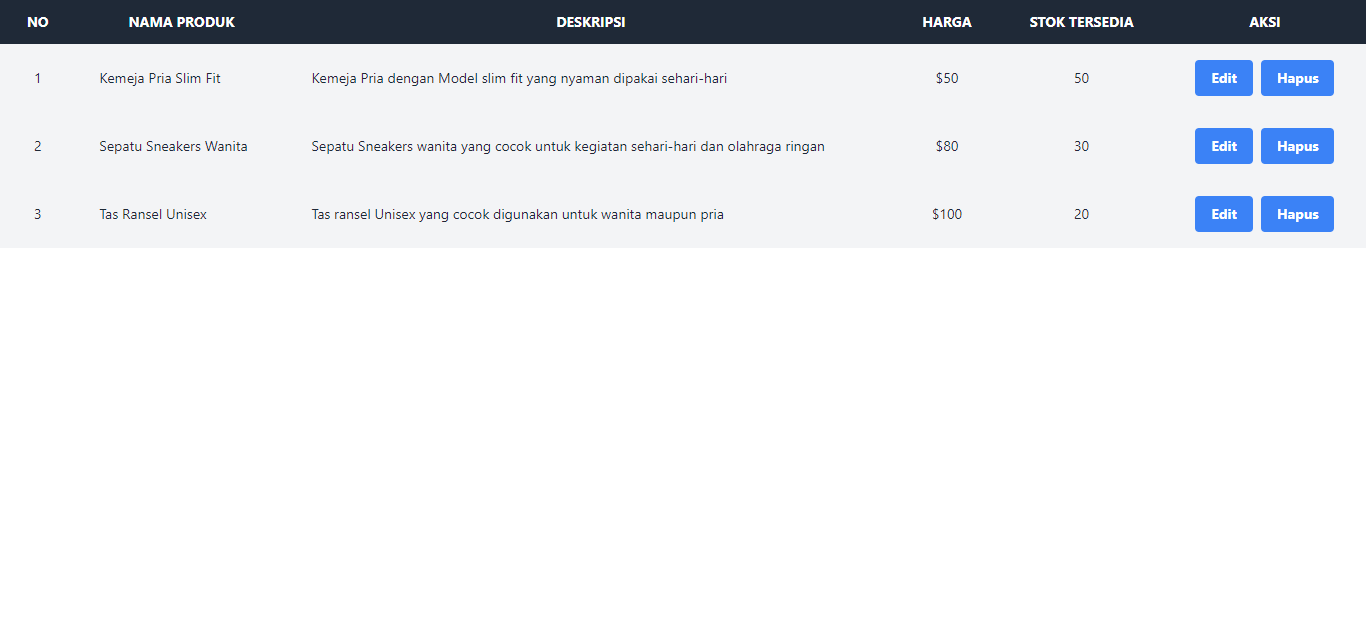 NO NAMA PRODUK DESKRIPSI HARGA STOK TERSEDIA AKSI
1 Kemeja Pria Slim Fit Kemeja Pria dengan Model slim fit yang nyaman dipakai sehari-hari $50 50 Edit Hapus
2 Sepatu Sneakers Wanita Sepatu Sneakers wanita yang cocok untuk kegiatan sehari-hari dan olahraga ringan $80 30 Edit Hapus
3 Tas Ransel Unisex Tas ransel Unisex yang cocok digunakan untuk wanita maupun pria $100 20 Edit Hapus